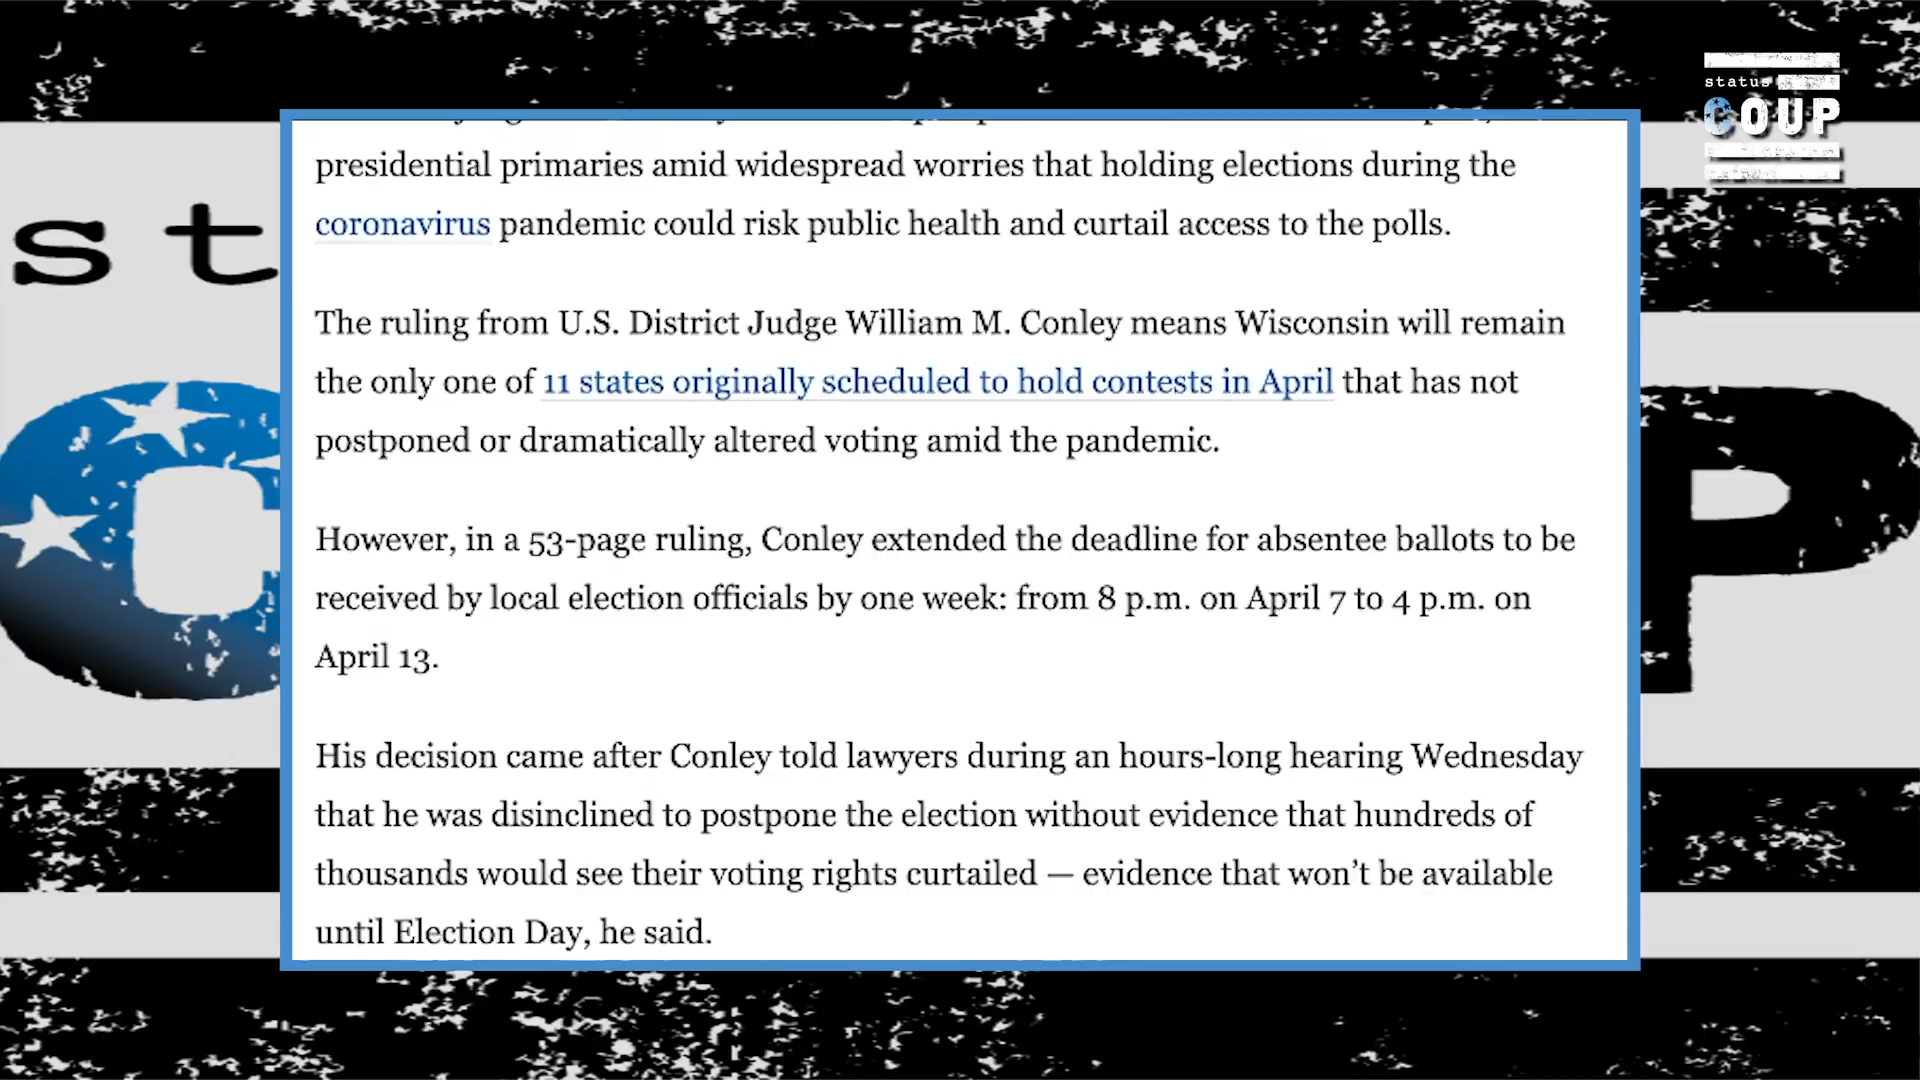 status
COUP
st
C
P
presidential primaries amid widespread worries that holding elections during the
coronavirus pandemic could risk public health and curtail access to the polls.
The ruling from U.S. District Judge William M. Conley means Wisconsin will remain
the only one of 11 states originally scheduled to hold contests in April that has not
postponed or dramatically altered voting amid the pandemic.
However, in a 53-page ruling, Conley extended the deadline for absentee ballots to be
received by local election officials by one week: from 8 p.m. on April 7 to 4 p.m. on
April 13.
His decision came after Conley told lawyers during an hours-long hearing Wednesday
that he was disinclined to postpone the election without evidence that hundreds of
thousands would see their voting rights curtailed — evidence that won’t be available
until Election Day, he said.